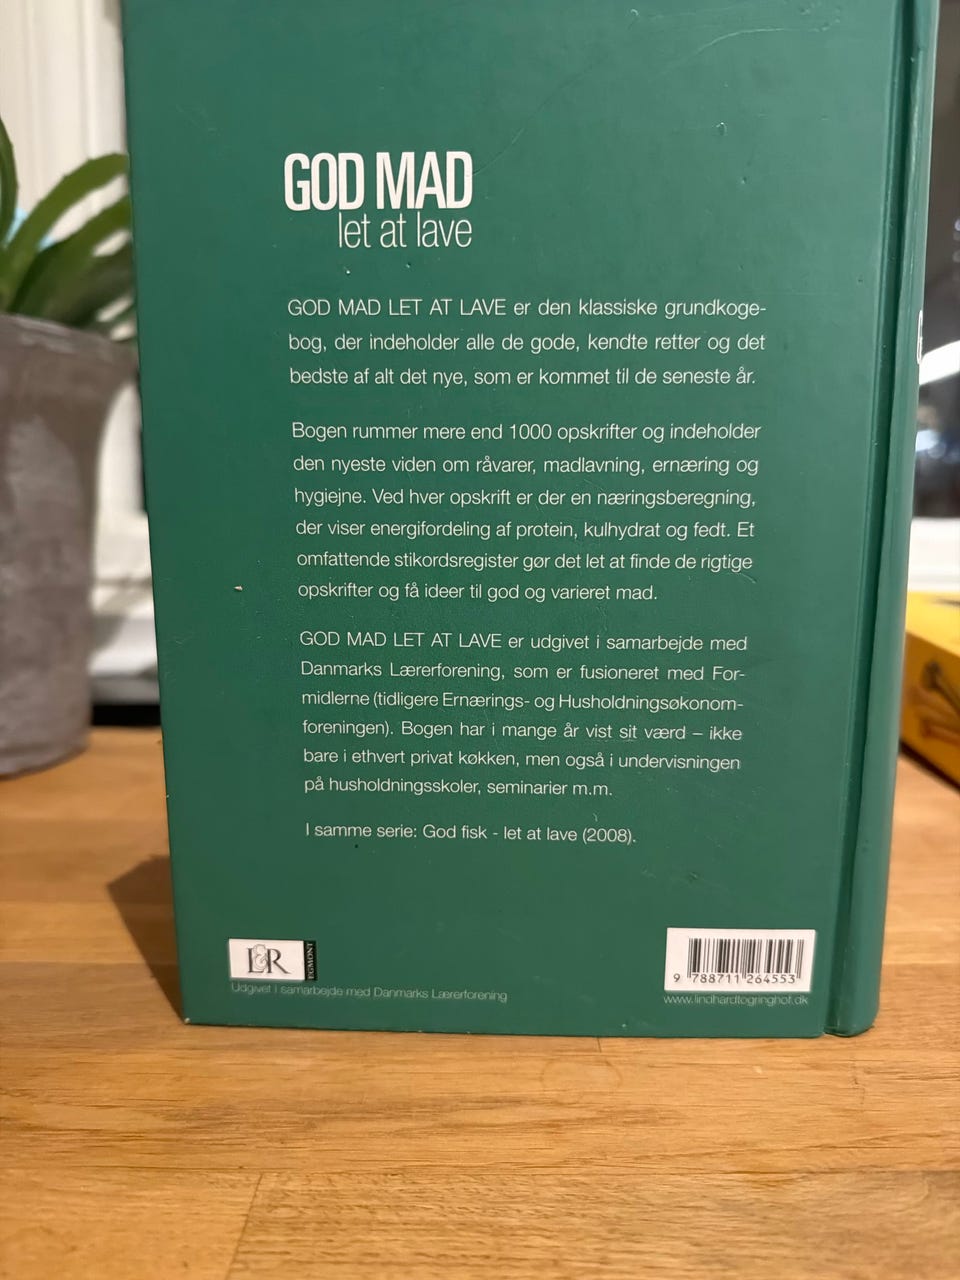 GOD MAD
let at lave
GOD MAD LET AT LAVE er den klassiske grundkoge-
bog, der indeholder alle de gode, kendte retter og det
bedste af alt det nye, som er kommet til de seneste år.
Bogen rummer mere end 1000 opskrifter og indeholder
den nyeste viden om råvarer, madlavning, ernæring og
hygiejne. Ved hver opskrift er der en næringsberegning,
der viser energifordeling af protein, kulhydrat og fedt. Et
omfattende stikordsregister gør det let at finde de rigtige
opskrifter og få ideer til god og varieret mad.
GOD MAD LET AT LAVE er udgivet i samarbejde med
Danmarks Lærerforening, som er fusioneret med For-
midlerne (tidligere Ernærings- og Husholdningsøkonom-
foreningen). Bogen har i mange år vist sit værd – ikke
bare i ethvert privat køkken, men også i undervisningen
på husholdningsskoler, seminarier m.m.
I samme serie: God fisk - let at lave (2008).
L&R
EGMONT
Udgivet i samarbejde med Danmarks Lærerforening
9 788711 264553
www.lindhardtogringhof.dk